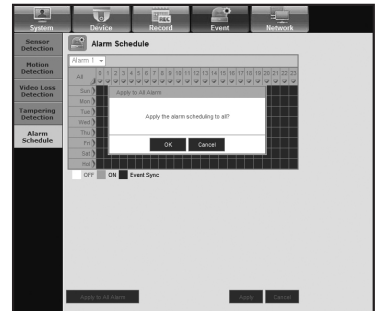 System Device Record Event Network
Sensor
Detection
Motion
Detection
Video Loss
Detection
Tampering
Detection
Alarm
Schedule
Alarm Schedule
Alarm 1
All 0 1 2 3 4 5 6 7 8 9 10 11 12 13 14 15 16 17 18 19 20 21 22 23
Sun
Mon
Tue
Wed
Thu
Fri
Sat
Hol
Apply to All Alarm
Apply the alarm scheduling to all?
OK Cancel
OFF ON Event Sync
Apply to All Alarm Apply Cancel